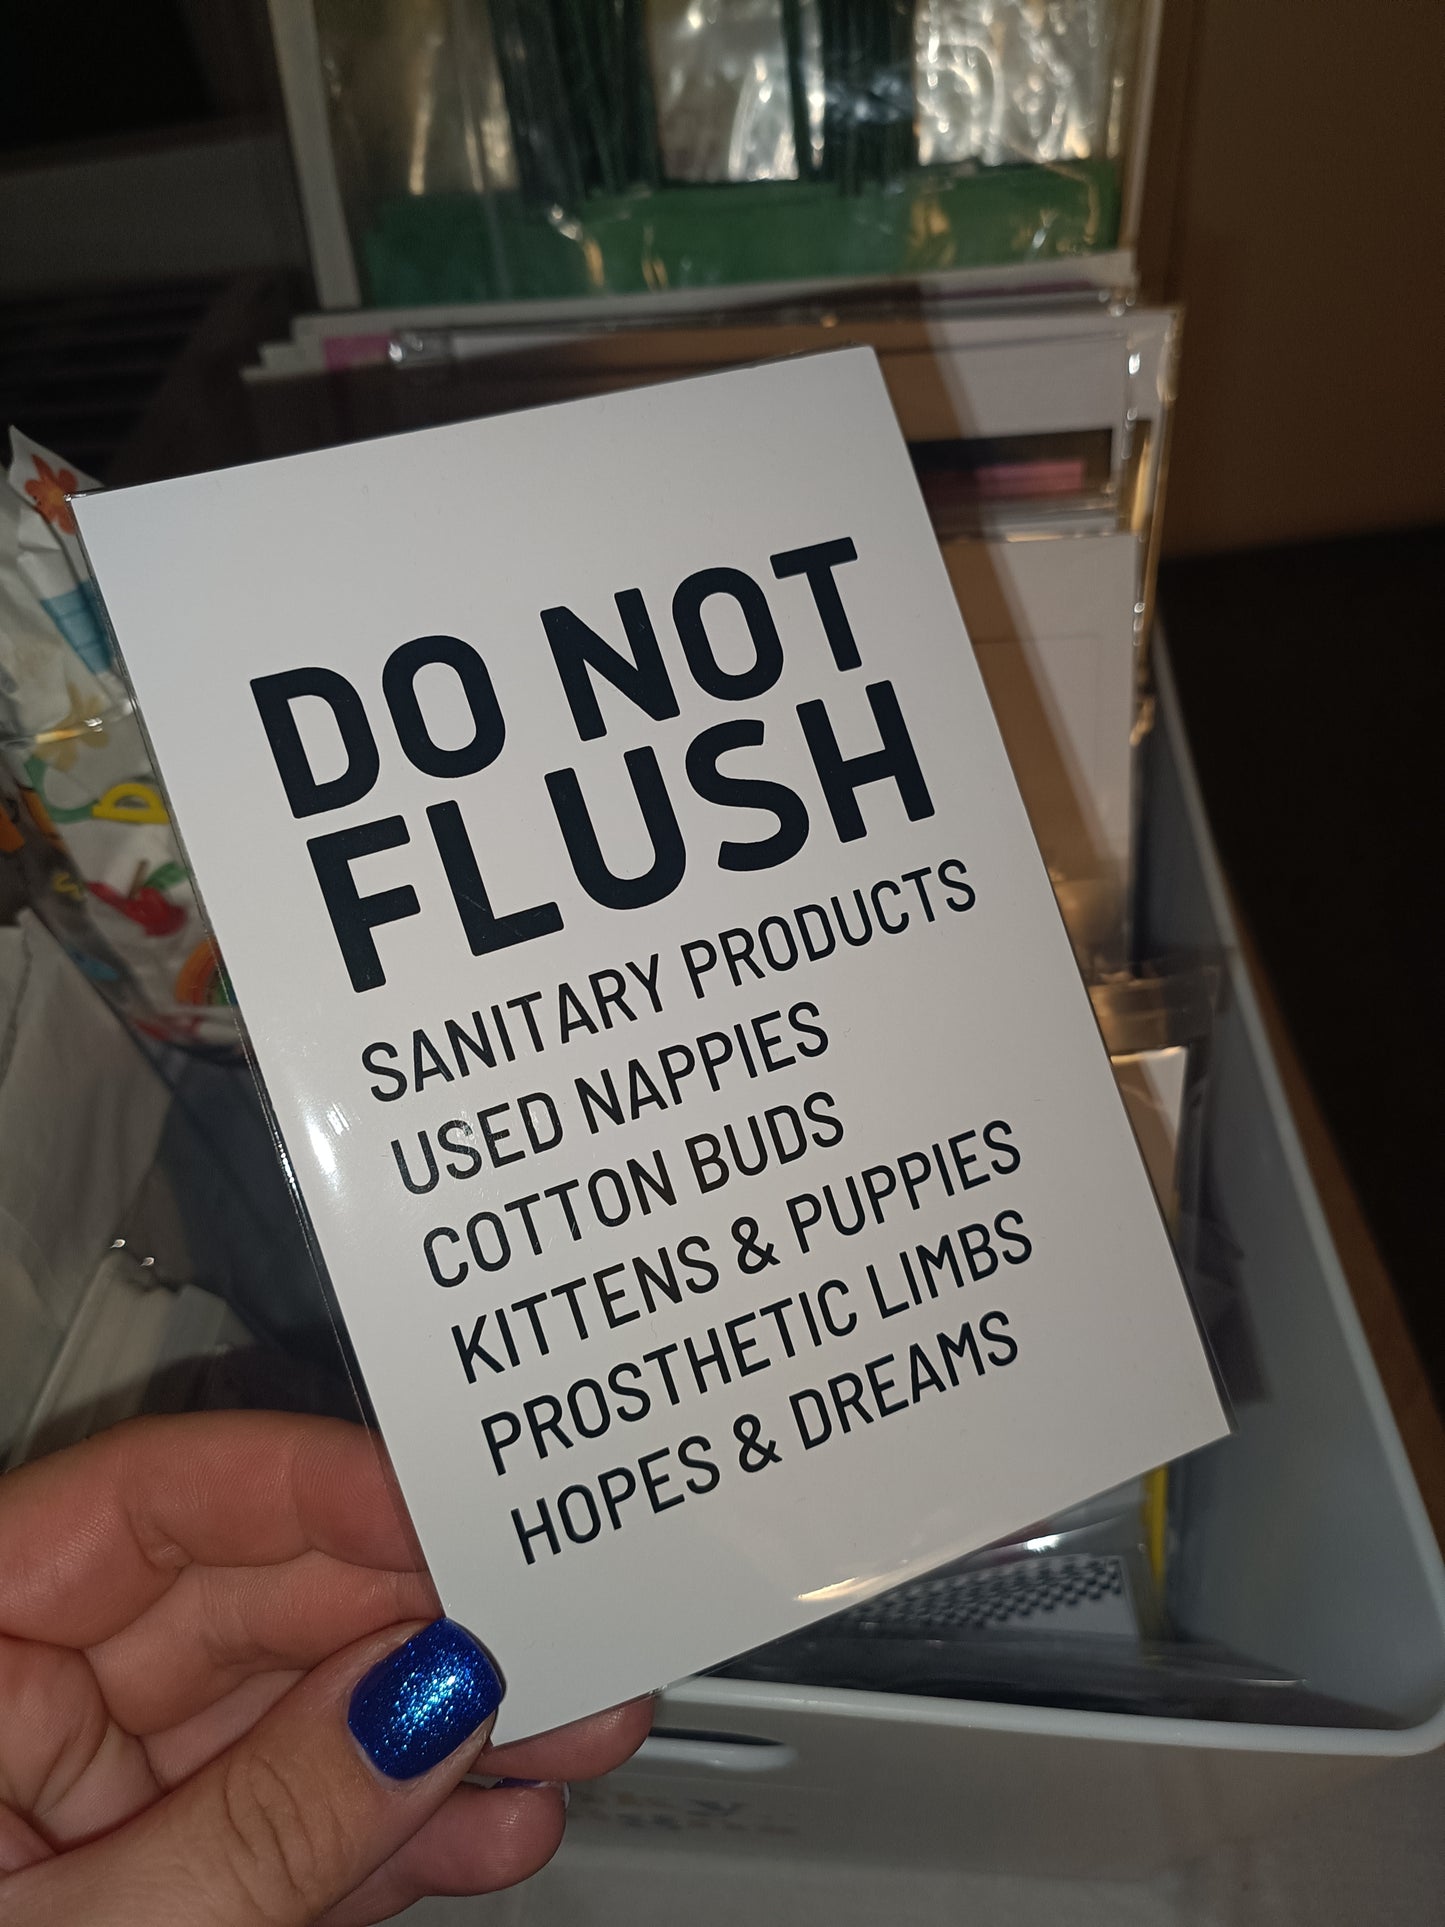 DO NOT
FLUSH
SANITARY PRODUCTS
USED NAPPIES
COTTON BUDS
KITTENS & PUPPIES
PROSTHETIC LIMBS
HOPES & DREAMS